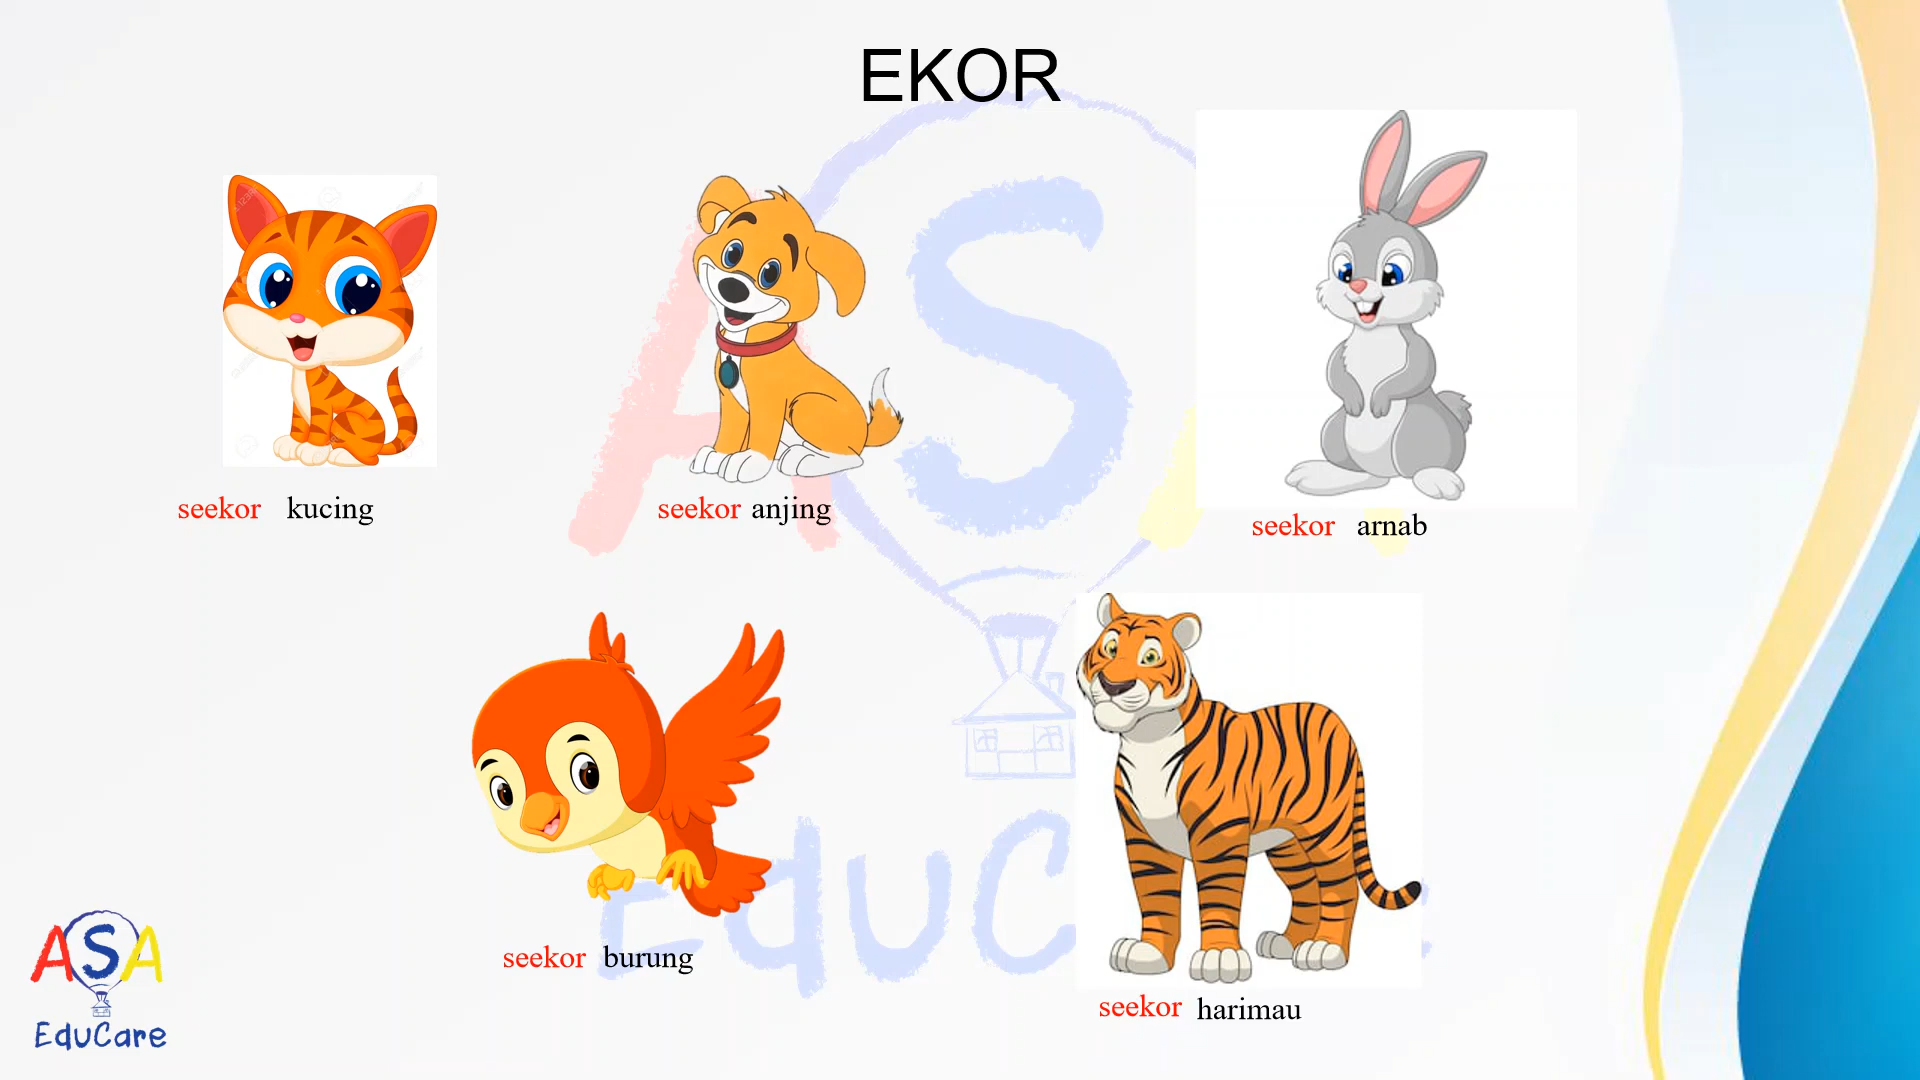 EKOR
seekor kucing
seekor anjing
seekor arnab
seekor burung
seekor harimau
ASA
EduCare